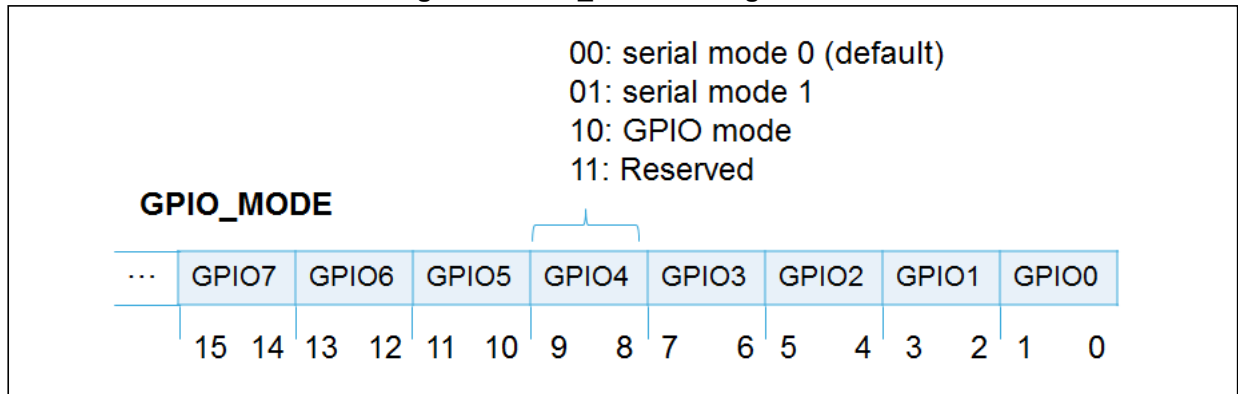 00: serial mode 0 (default)
01: serial mode 1
10: GPIO mode
11: Reserved
GPIO_MODE
... GPIO7 GPIO6 GPIO5 GPIO4 GPIO3 GPIO2 GPIO1 GPIO0
15 14 13 12 11 10 9 8 7 6 5 4 3 2 1 0